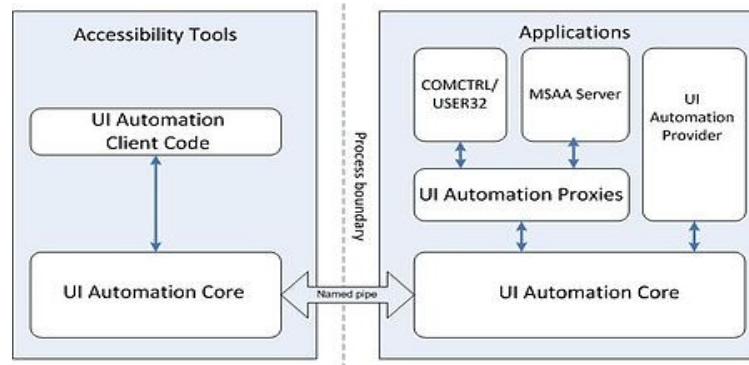 Accessibility Tools
UI Automation
Client Code
UI Automation Core
Process boundary
Named pipe
Applications
COMCTRL/
USER32
MSAA Server
UI
Automation
Provider
UI Automation Proxies
UI Automation Core